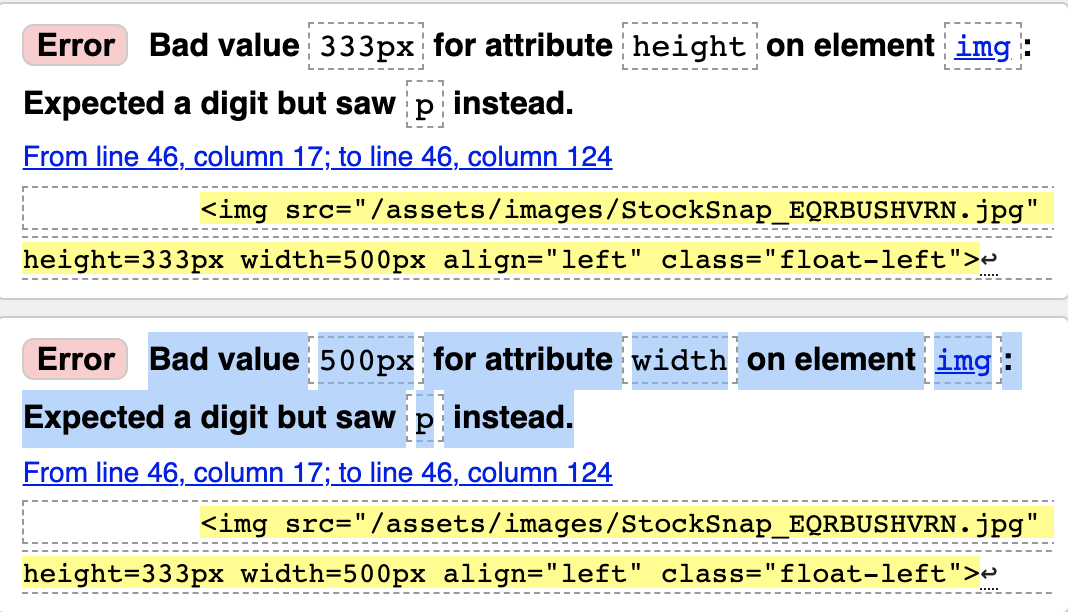 Error Bad value 333px for attribute height on element img:
Expected a digit but saw p instead.
From line 46, column 17; to line 46, column 124
<img src="/assets/images/StockSnap_EQRBUSHVRN.jpg"
height=333px width=500px align="left" class="float-left">↩
Error Bad value 500px for attribute width on element img:
Expected a digit but saw p instead.
From line 46, column 17; to line 46, column 124
<img src="/assets/images/StockSnap_EQRBUSHVRN.jpg"
height=333px width=500px align="left" class="float-left">↩